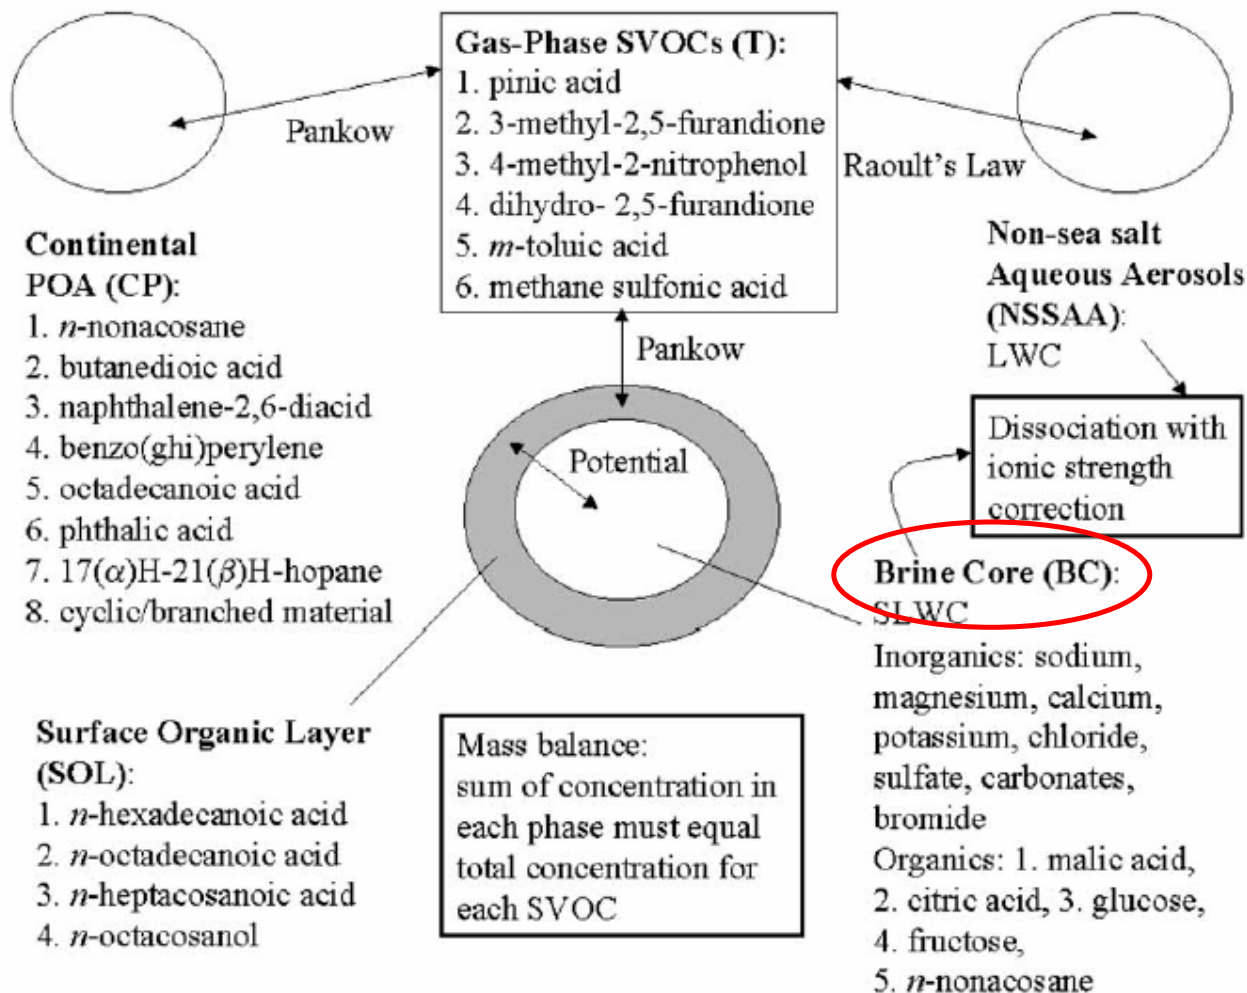 Gas-Phase SVOCs (T):
1. pinic acid
2. 3-methyl-2,5-furandione
3. 4-methyl-2-nitrophenol
4. dihydro- 2,5-furandione
5. m-toluic acid
6. methane sulfonic acid
Pankow
Raoult's Law
Continental
POA (CP):
1. n-nonacosane
2. butanedioic acid
3. naphthalene-2,6-diacid
4. benzo(ghi)perylene
5. octadecanoic acid
6. phthalic acid
7. 17(α)H-21(β)H-hopane
8. cyclic/branched material
Non-sea salt
Aqueous Aerosols
(NSSAA):
LWC
Pankow
Potential
Dissociation with
ionic strength
correction
Brine Core (BC):
SLWC
Inorganics: sodium,
magnesium, calcium,
potassium, chloride,
sulfate, carbonates,
bromide
Organics: 1. malic acid,
2. citric acid, 3. glucose,
4. fructose,
5. n-nonacosane
Surface Organic Layer
(SOL):
1. n-hexadecanoic acid
2. n-octadecanoic acid
3. n-heptacosanoic acid
4. n-octacosanol
Mass balance:
sum of concentration in
each phase must equal
total concentration for
each SVOC